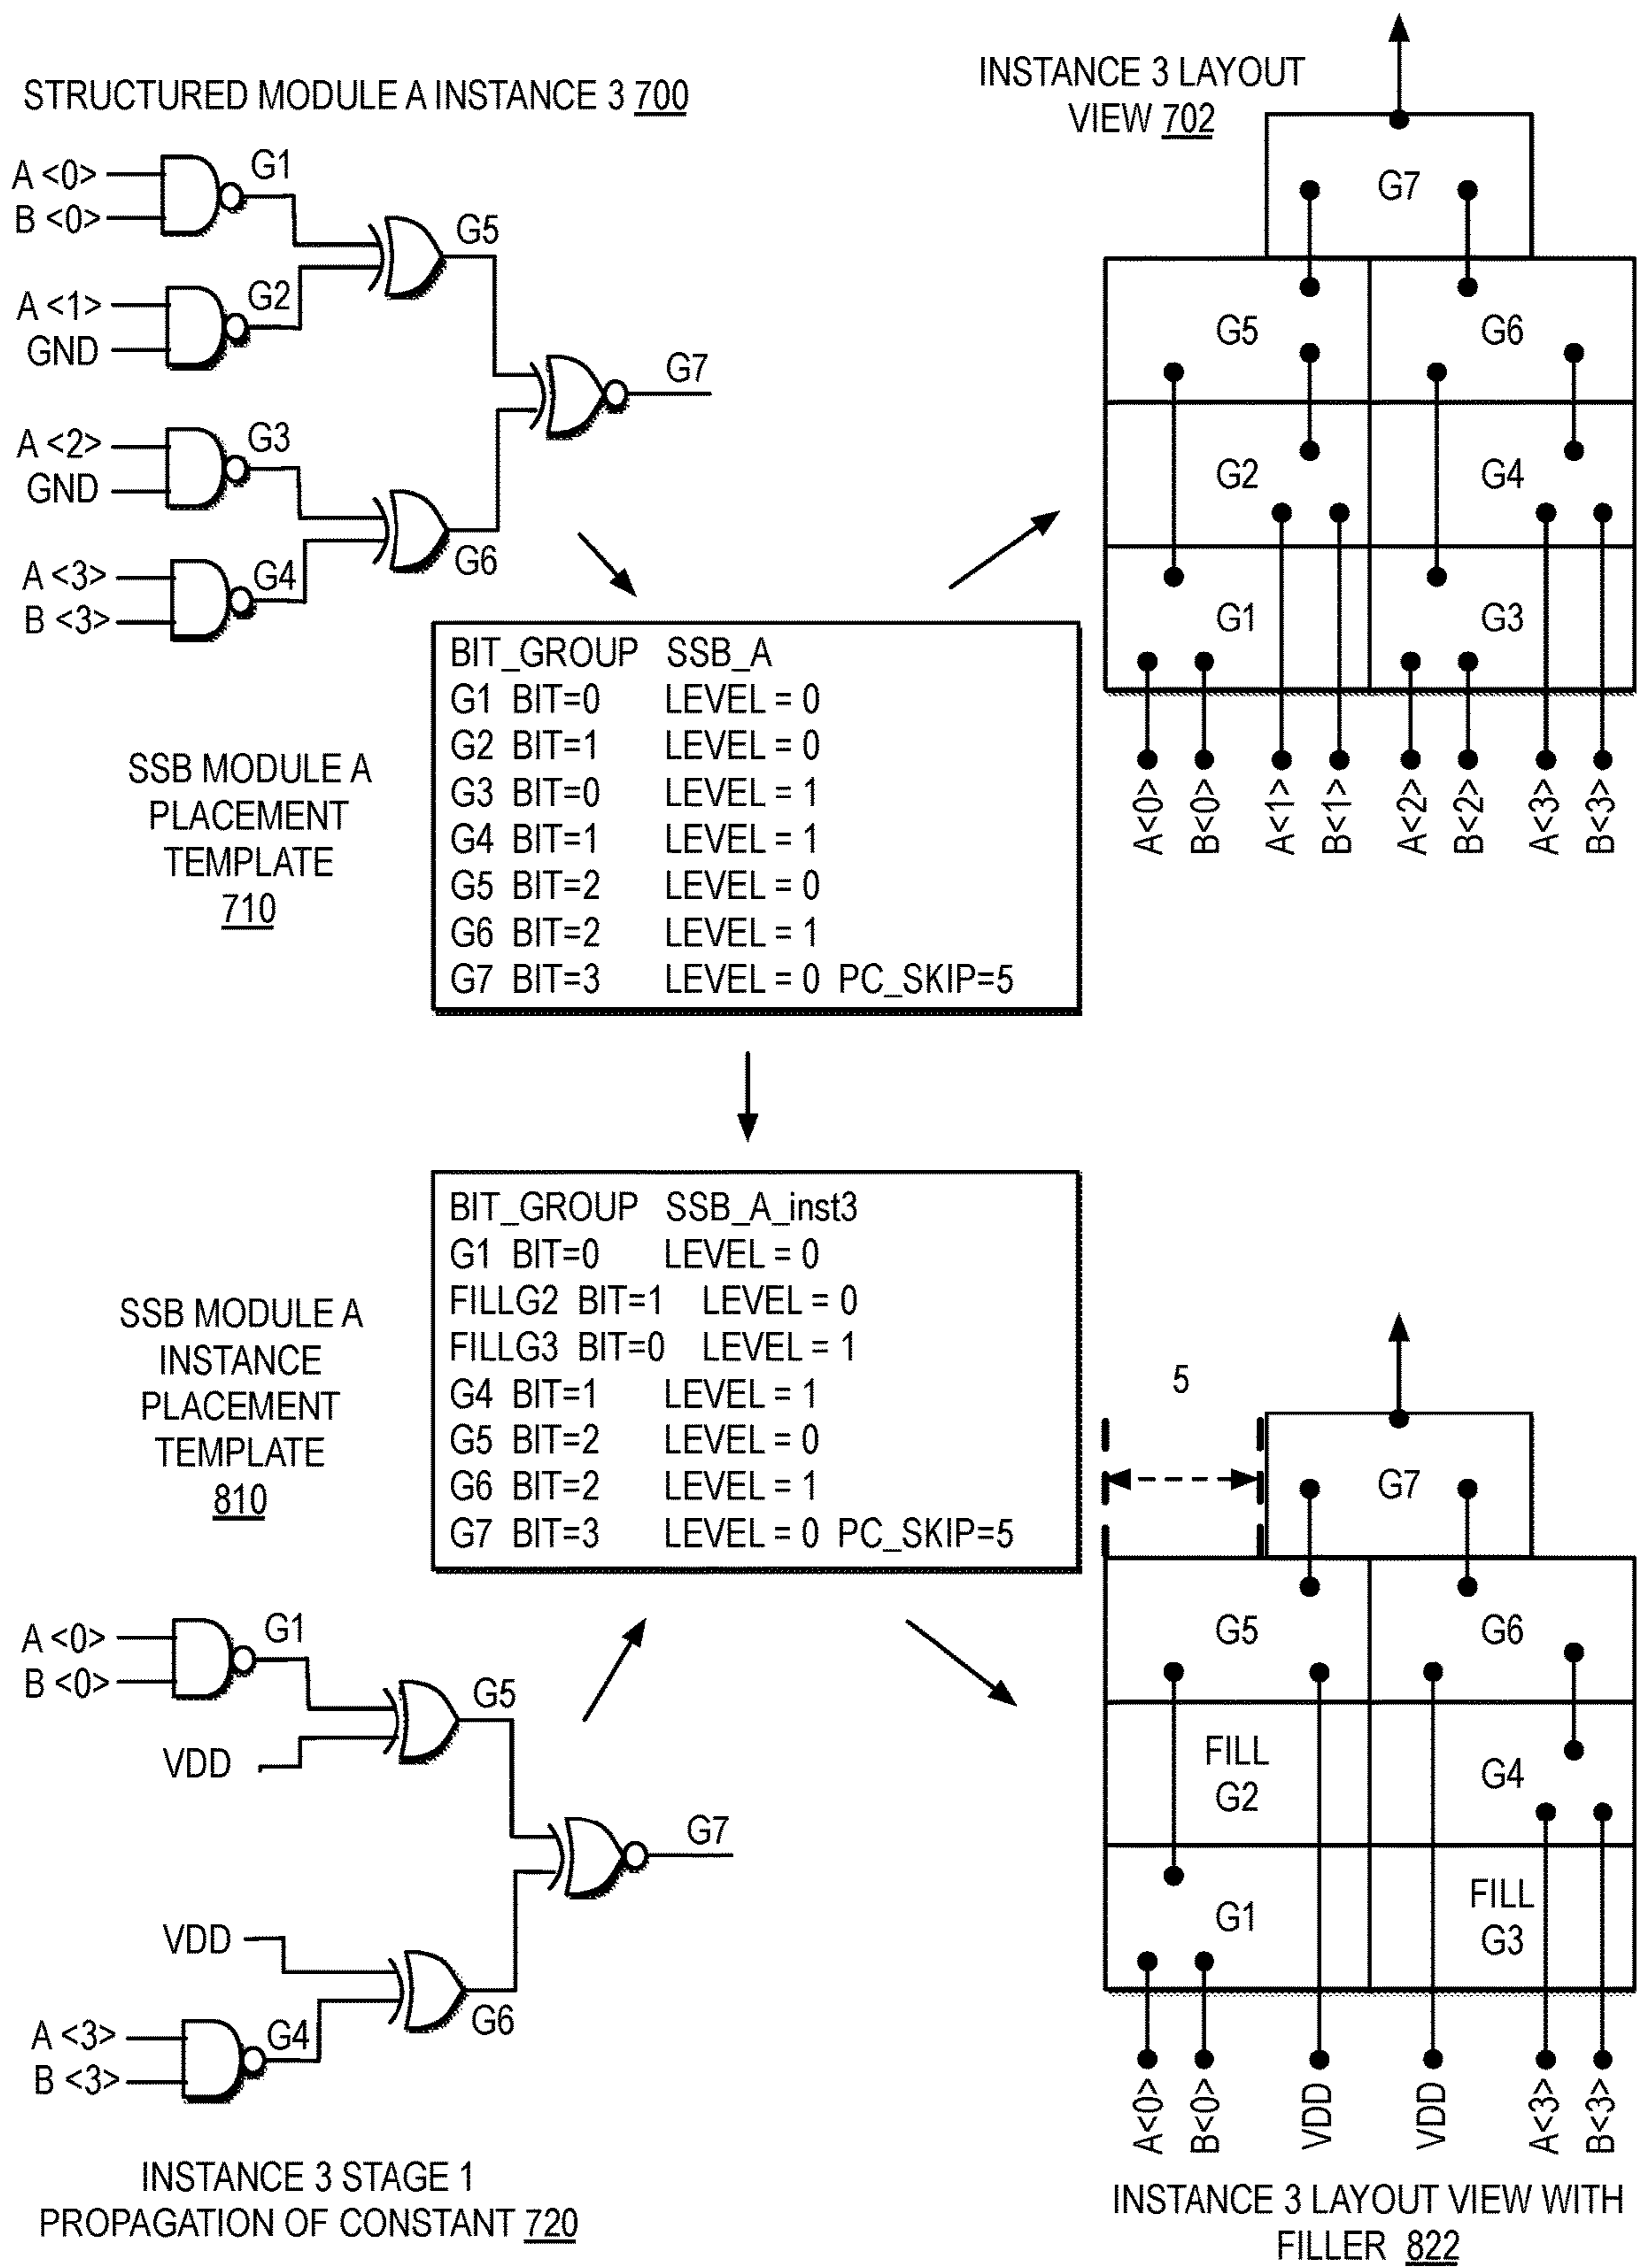 STRUCTURED MODULE A INSTANCE 3 700
A <0>
B <0>
G1
A <1>
GND
G2
G5
A <2>
GND
G3
A <3>
B <3>
G4
G6
G7
INSTANCE 3 LAYOUT
VIEW 702
G7
G5 G6
G2 G4
G1 G3
A<0> B<0> A<1> B<1> A<2> B<2> A<3> B<3>
SSB MODULE A
PLACEMENT
TEMPLATE
710
BIT_GROUP SSB_A
G1 BIT=0 LEVEL = 0
G2 BIT=1 LEVEL = 0
G3 BIT=0 LEVEL = 1
G4 BIT=1 LEVEL = 1
G5 BIT=2 LEVEL = 0
G6 BIT=2 LEVEL = 1
G7 BIT=3 LEVEL = 0 PC_SKIP=5
SSB MODULE A
INSTANCE
PLACEMENT
TEMPLATE
810
BIT_GROUP SSB_A_inst3
G1 BIT=0 LEVEL = 0
FILLG2 BIT=1 LEVEL = 0
FILLG3 BIT=0 LEVEL = 1
G4 BIT=1 LEVEL = 1
G5 BIT=2 LEVEL = 0
G6 BIT=2 LEVEL = 1
G7 BIT=3 LEVEL = 0 PC_SKIP=5
A <0>
B <0>
G1
VDD
G5
VDD
A <3>
B <3>
G4
G6
G7
INSTANCE 3 STAGE 1
PROPAGATION OF CONSTANT 720
5
G7
G5 G6
FILL
G2
G4
G1
FILL
G3
A<0> B<0> VDD VDD A<3> B<3>
INSTANCE 3 LAYOUT VIEW WITH
FILLER 822